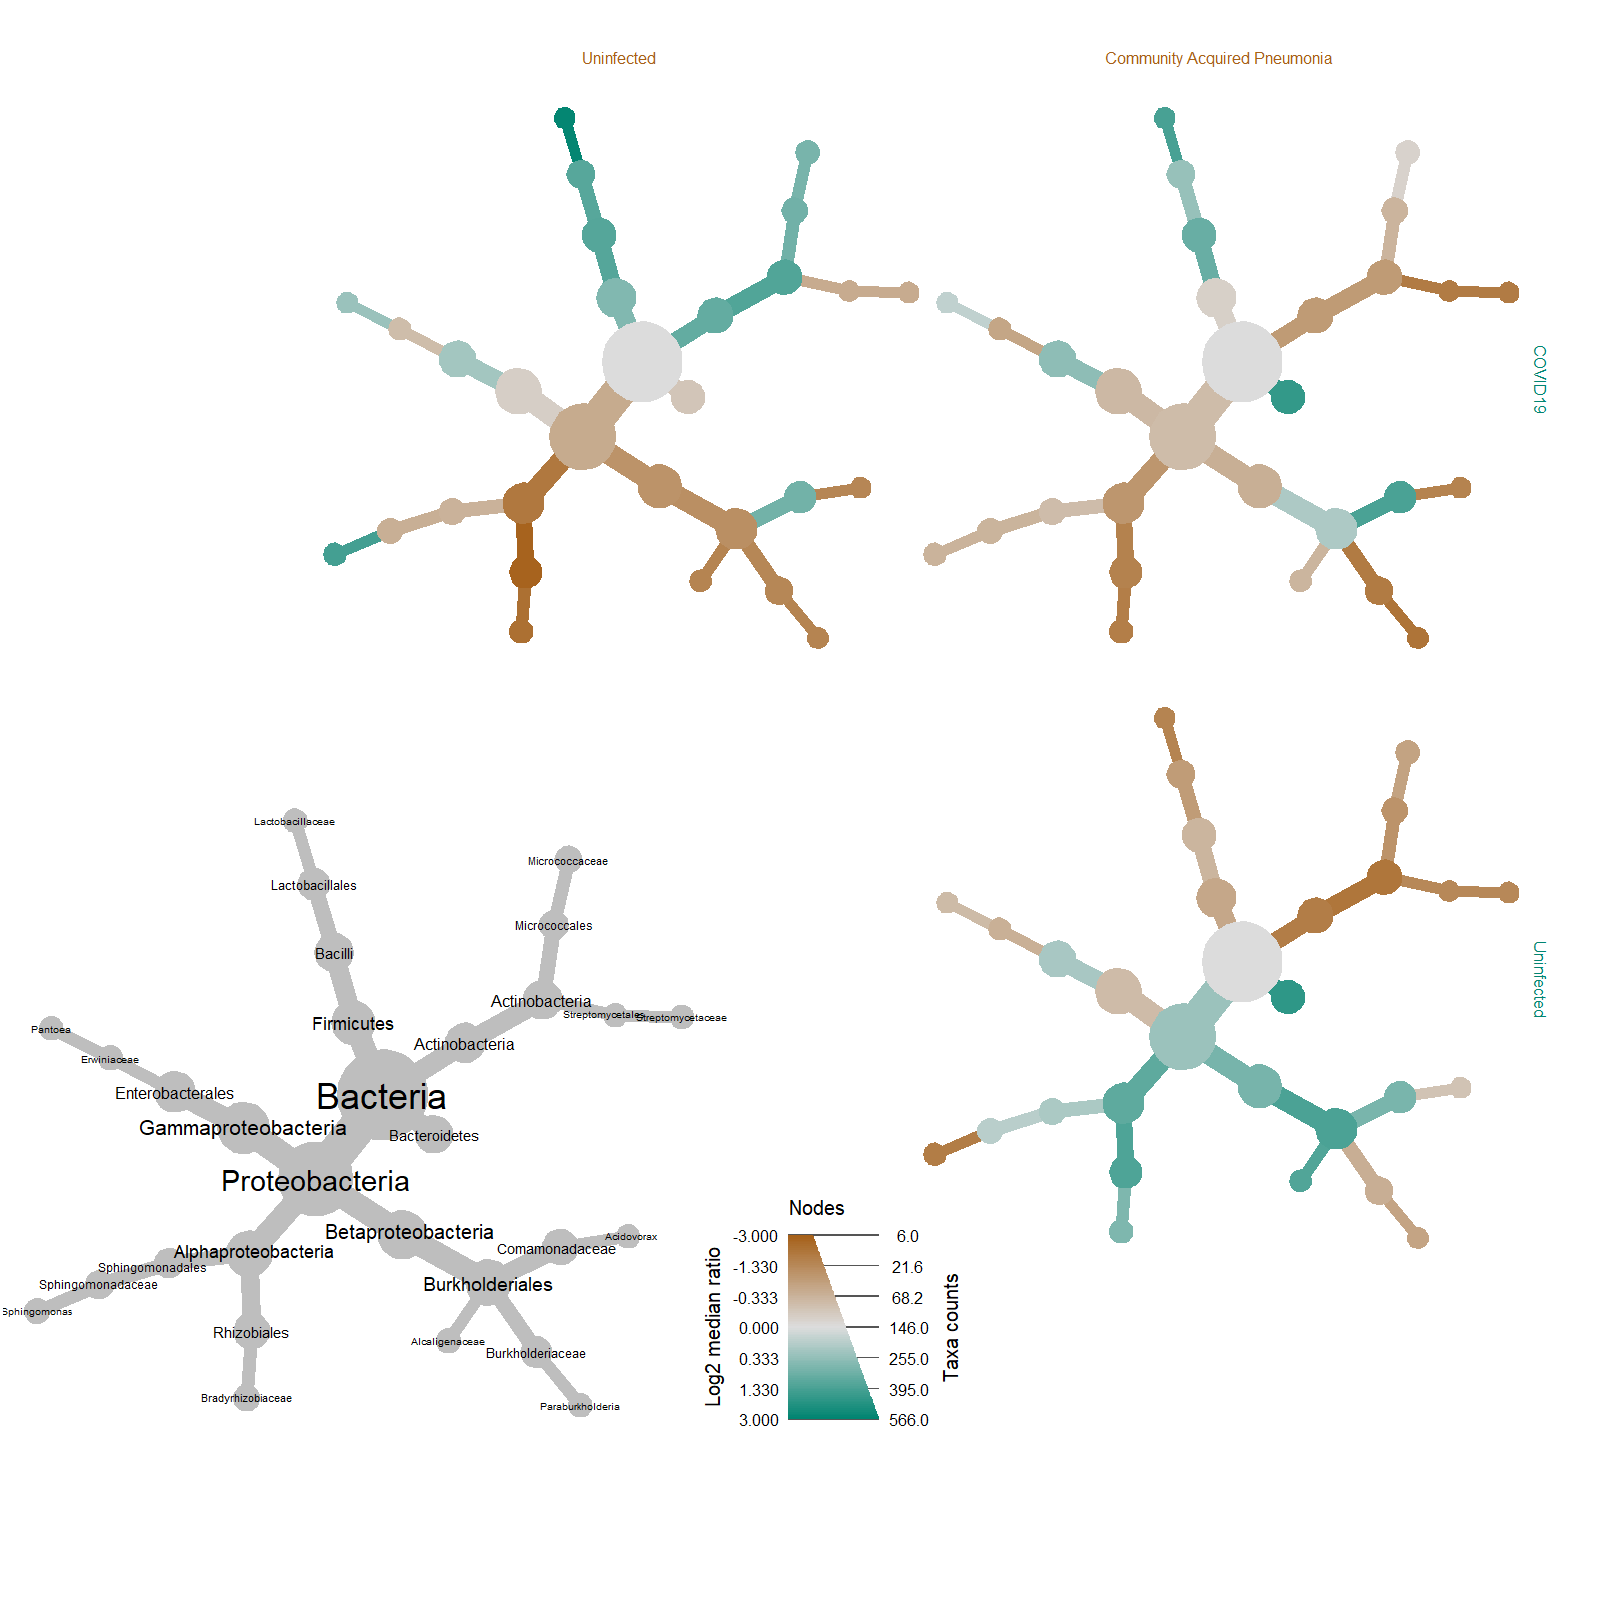 Uninfected
Community Acquired Pneumonia
COVID19
Uninfected
Lactobacillaceae
Micrococcaceae
Lactobacillales
Micrococcales
Bacilli
Actinobacteria
Streptomycetales
Streptomycetaceae
Firmicutes
Actinobacteria
Pantoea
Erwiniaceae
Enterobacterales
Bacteria
Gammaproteobacteria
Bacteroidetes
Proteobacteria
Betaproteobacteria
Acidovorax
Alphaproteobacteria
Comamonadaceae
Sphingomonadales
Sphingomonadaceae
Burkholderiales
Sphingomonas
Rhizobiales
Alcaligenaceae
Burkholderiaceae
Bradyrhizobiaceae
Paraburkholderia
Nodes
Log2 median ratio
Taxa counts
-3.000 6.0
-1.330 21.6
-0.333 68.2
0.000 146.0
0.333 255.0
1.330 395.0
3.000 566.0